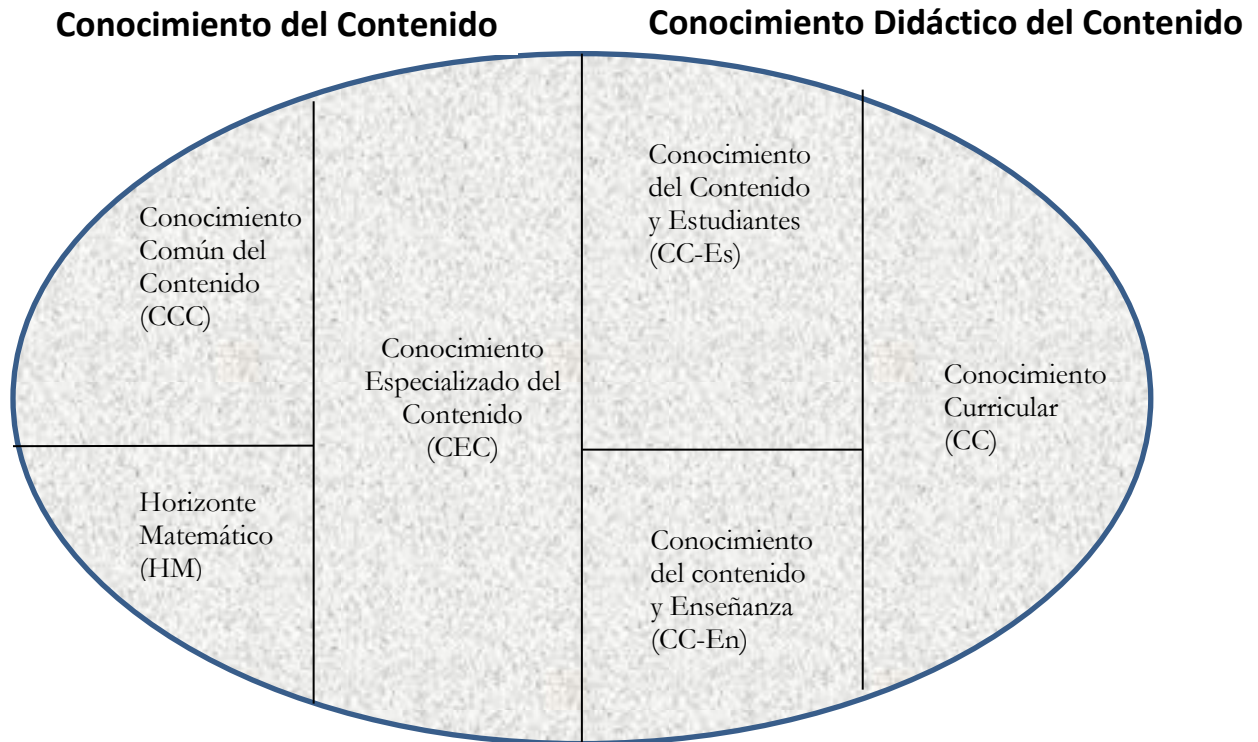 Conocimiento del Contenido
Conocimiento Didáctico del Contenido
Conocimiento
Común del
Contenido
(CCC)
Horizonte
Matemático
(HM)
Conocimiento
Especializado del
Contenido
(CEC)
Conocimiento
del Contenido
y Estudiantes
(CC-Es)
Conocimiento
del contenido
y Enseñanza
(CC-En)
Conocimiento
Curricular
(CC)